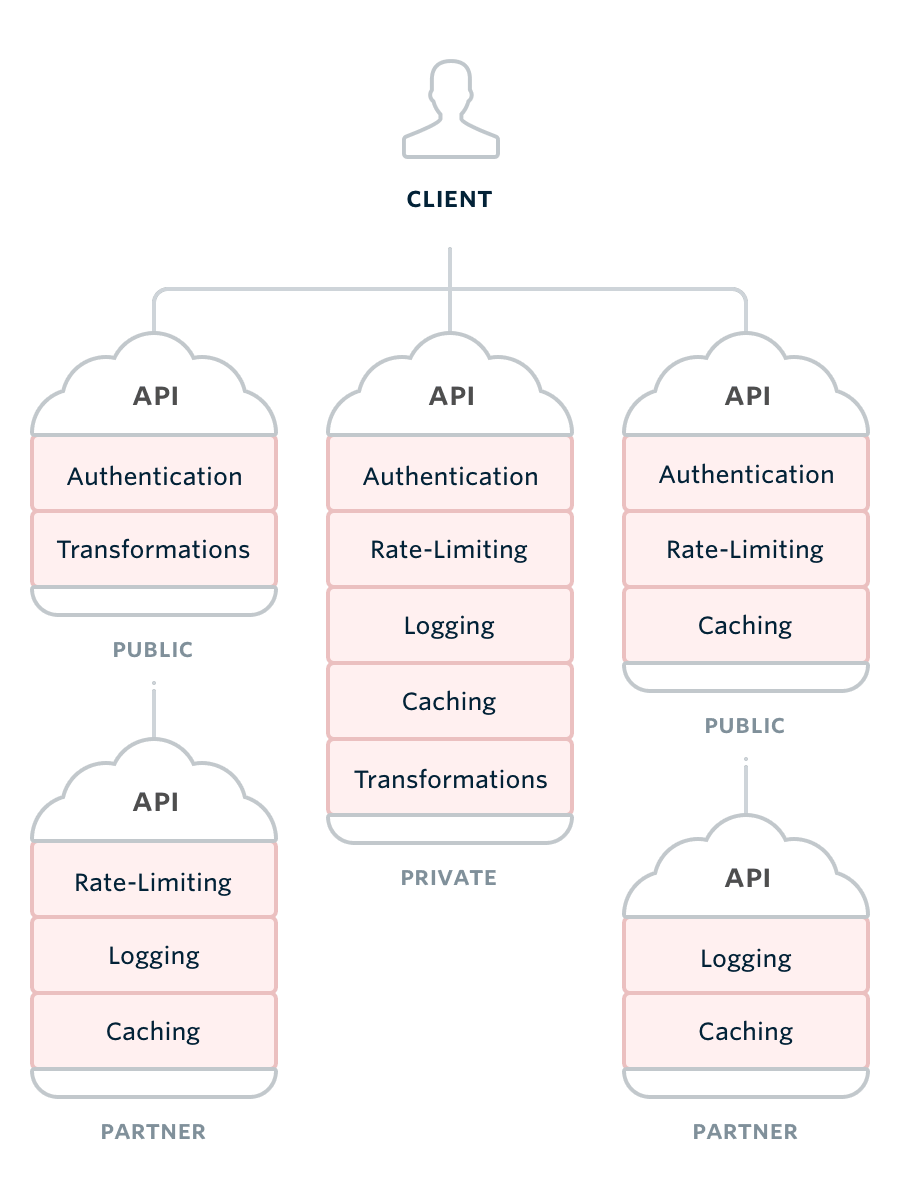 CLIENT
API
Authentication
Transformations
PUBLIC
API
Rate-Limiting
Logging
Caching
PARTNER
API
Authentication
Rate-Limiting
Logging
Caching
Transformations
PRIVATE
API
Authentication
Rate-Limiting
Caching
PUBLIC
API
Logging
Caching
PARTNER